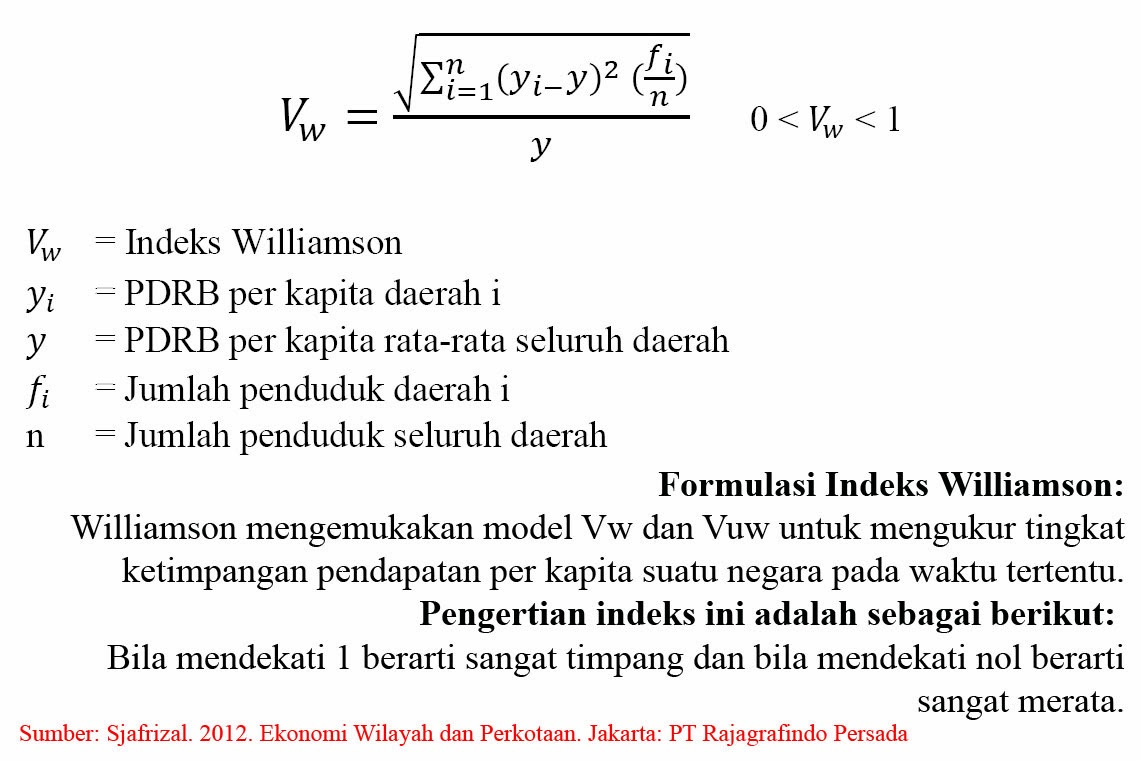 V_w = √(∑_{i=1}^{n} (y_{i−}y)² (f_i/n)) / y    0 < V_w < 1
V_w = Indeks Williamson
y_i = PDRB per kapita daerah i
y = PDRB per kapita rata-rata seluruh daerah
f_i = Jumlah penduduk daerah i
n = Jumlah penduduk seluruh daerah
Formulasi Indeks Williamson:
Williamson mengemukakan model Vw dan Vuw untuk mengukur tingkat
ketimpangan pendapatan per kapita suatu negara pada waktu tertentu.
Pengertian indeks ini adalah sebagai berikut:
Bila mendekati 1 berarti sangat timpang dan bila mendekati nol berarti
sangat merata.
Sumber: Sjafrizal. 2012. Ekonomi Wilayah dan Perkotaan. Jakarta: PT Rajagrafindo Persada